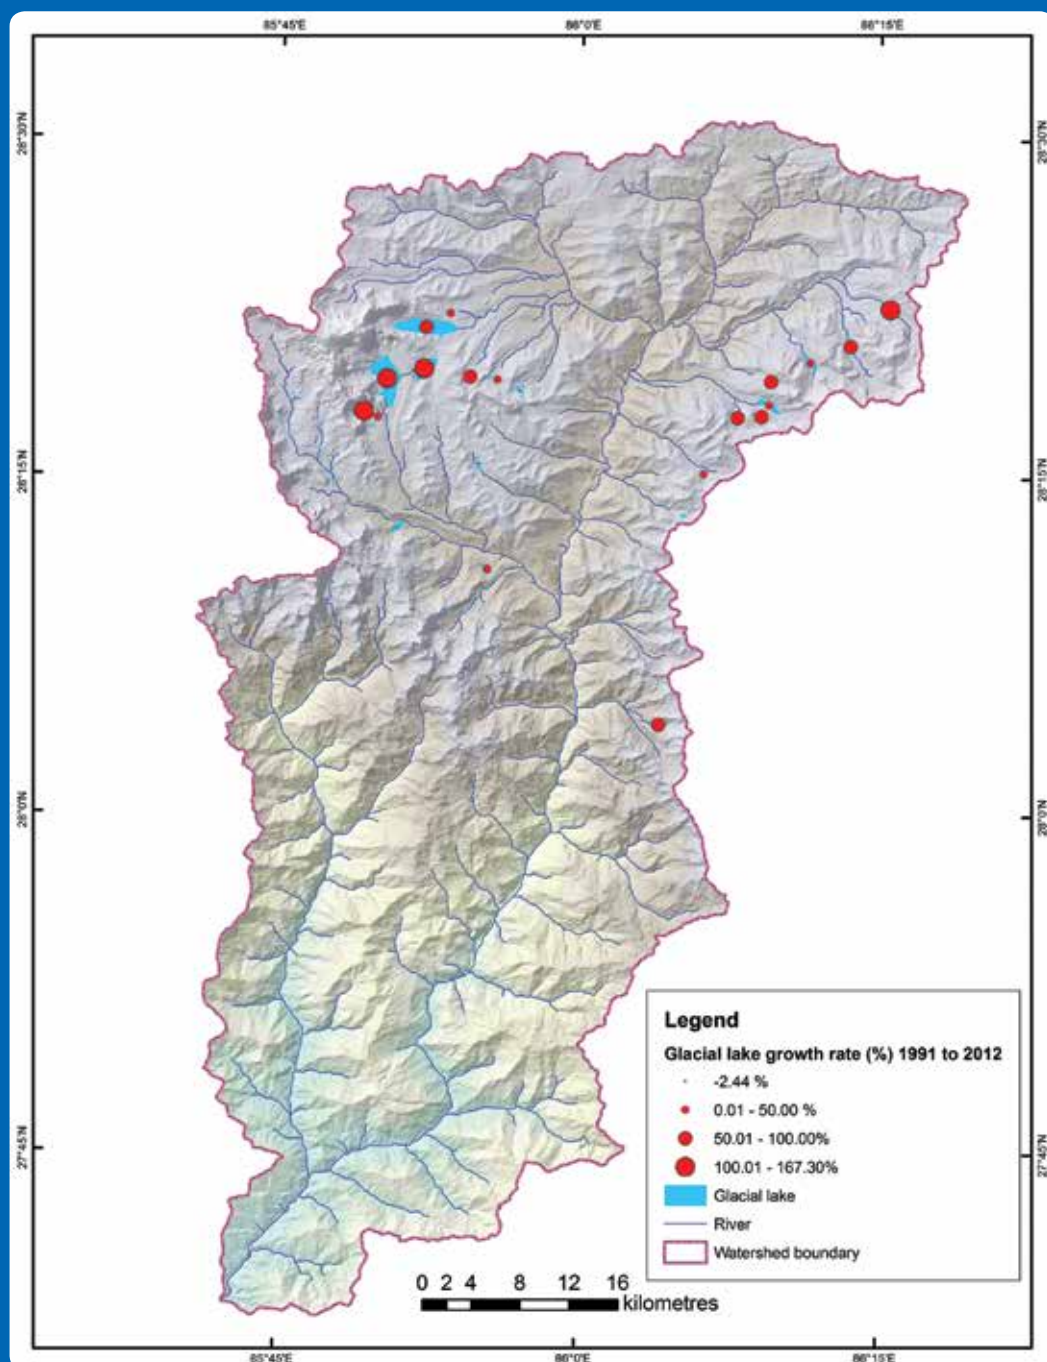 85°45'E
86°0'E
86°15'E
28°30'N
28°30'N
28°15'N
28°15'N
28°0'N
28°0'N
27°45'N
27°45'N
Legend
Glacial lake growth rate (%) 1991 to 2012
-2.44 %
0.01 - 50.00 %
50.01 - 100.00%
100.01 - 167.30%
Glacial lake
River
Watershed boundary
0 2 4 8 12 16
kilometres
85°45'E
86°0'E
86°15'E